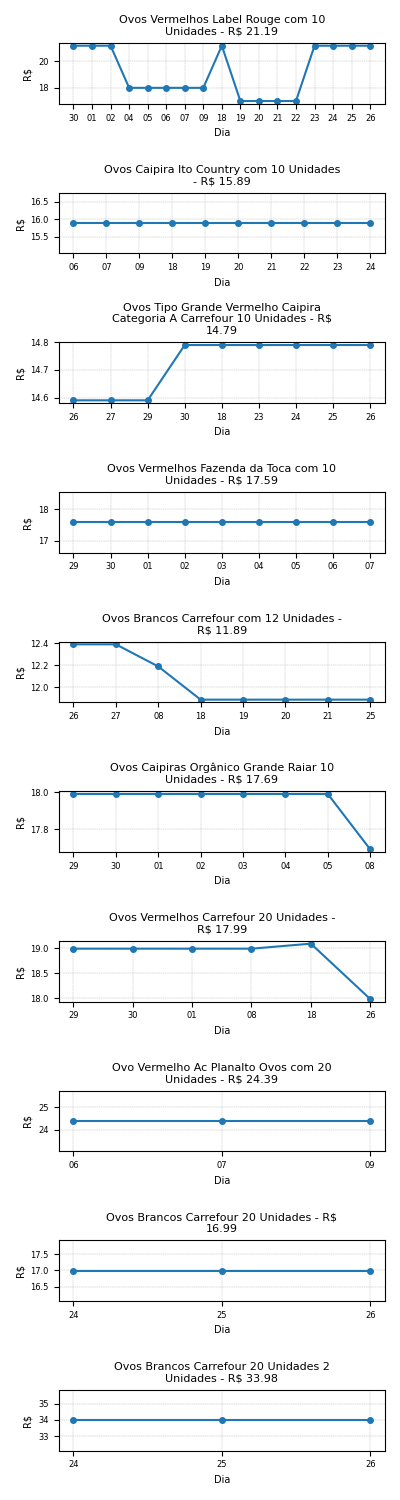 Ovos Vermelhos Label Rouge com 10
Unidades - R$ 21.19
20
18
R$
30 01 02 04 05 06 07 09 18 19 20 21 22 23 24 25 26
Dia
Ovos Caipira Ito Country com 10 Unidades
- R$ 15.89
16.5
16.0
15.5
R$
06 07 09 18 19 20 21 22 23 24
Dia
Ovos Tipo Grande Vermelho Caipira
Categoria A Carrefour 10 Unidades - R$
14.79
14.8
14.7
14.6
R$
26 27 29 30 18 23 24 25 26
Dia
Ovos Vermelhos Fazenda da Toca com 10
Unidades - R$ 17.59
18
17
R$
29 30 01 02 03 04 05 06 07
Dia
Ovos Brancos Carrefour com 12 Unidades -
R$ 11.89
12.4
12.2
12.0
R$
26 27 08 18 19 20 21 25
Dia
Ovos Caipiras Orgânico Grande Raiar 10
Unidades - R$ 17.69
18.0
17.8
R$
29 30 01 02 03 04 05 08
Dia
Ovos Vermelhos Carrefour 20 Unidades -
R$ 17.99
19.0
18.5
18.0
R$
29 30 01 08 18 26
Dia
Ovo Vermelho Ac Planalto Ovos com 20
Unidades - R$ 24.39
25
24
R$
06 07 09
Dia
Ovos Brancos Carrefour 20 Unidades - R$
16.99
17.5
17.0
16.5
R$
24 25 26
Dia
Ovos Brancos Carrefour 20 Unidades 2
Unidades - R$ 33.98
35
34
33
R$
24 25 26
Dia